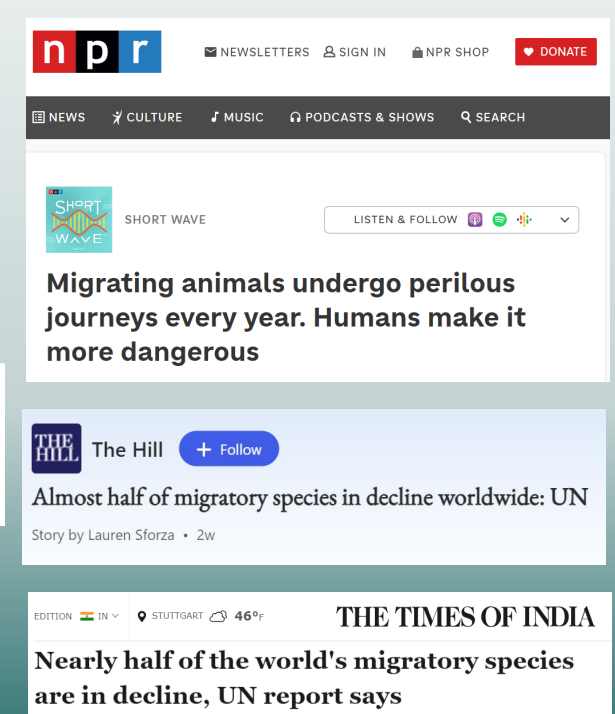 npr
NEWSLETTERS SIGN IN NPR SHOP DONATE
NEWS CULTURE MUSIC PODCASTS & SHOWS SEARCH
SHORT
WAVE
SHORT WAVE
LISTEN & FOLLOW
Migrating animals undergo perilous
journeys every year. Humans make it
more dangerous
THE
HILL
The Hill + Follow
Almost half of migratory species in decline worldwide: UN
Story by Lauren Sforza • 2w
EDITION IN STUTTGART 46°F THE TIMES OF INDIA
Nearly half of the world's migratory species
are in decline, UN report says